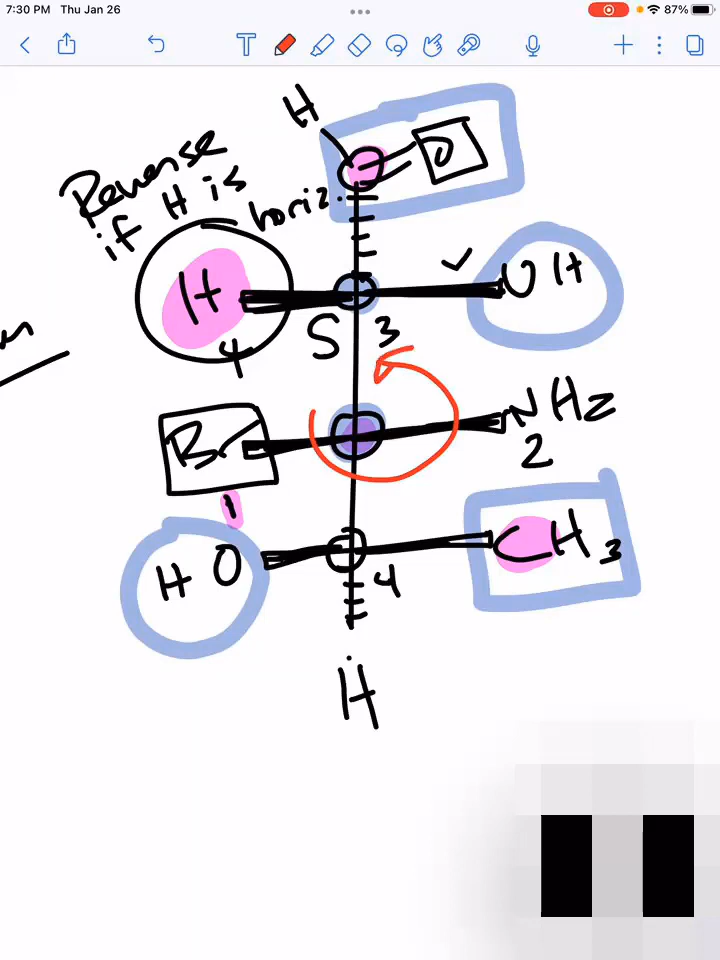 7:30 PM Thu Jan 26
87%
T
H
O
Reverse
if H is
horiz.
H
OH
4
S 3
Br
NH2
1
2
HO
CH3
4
H